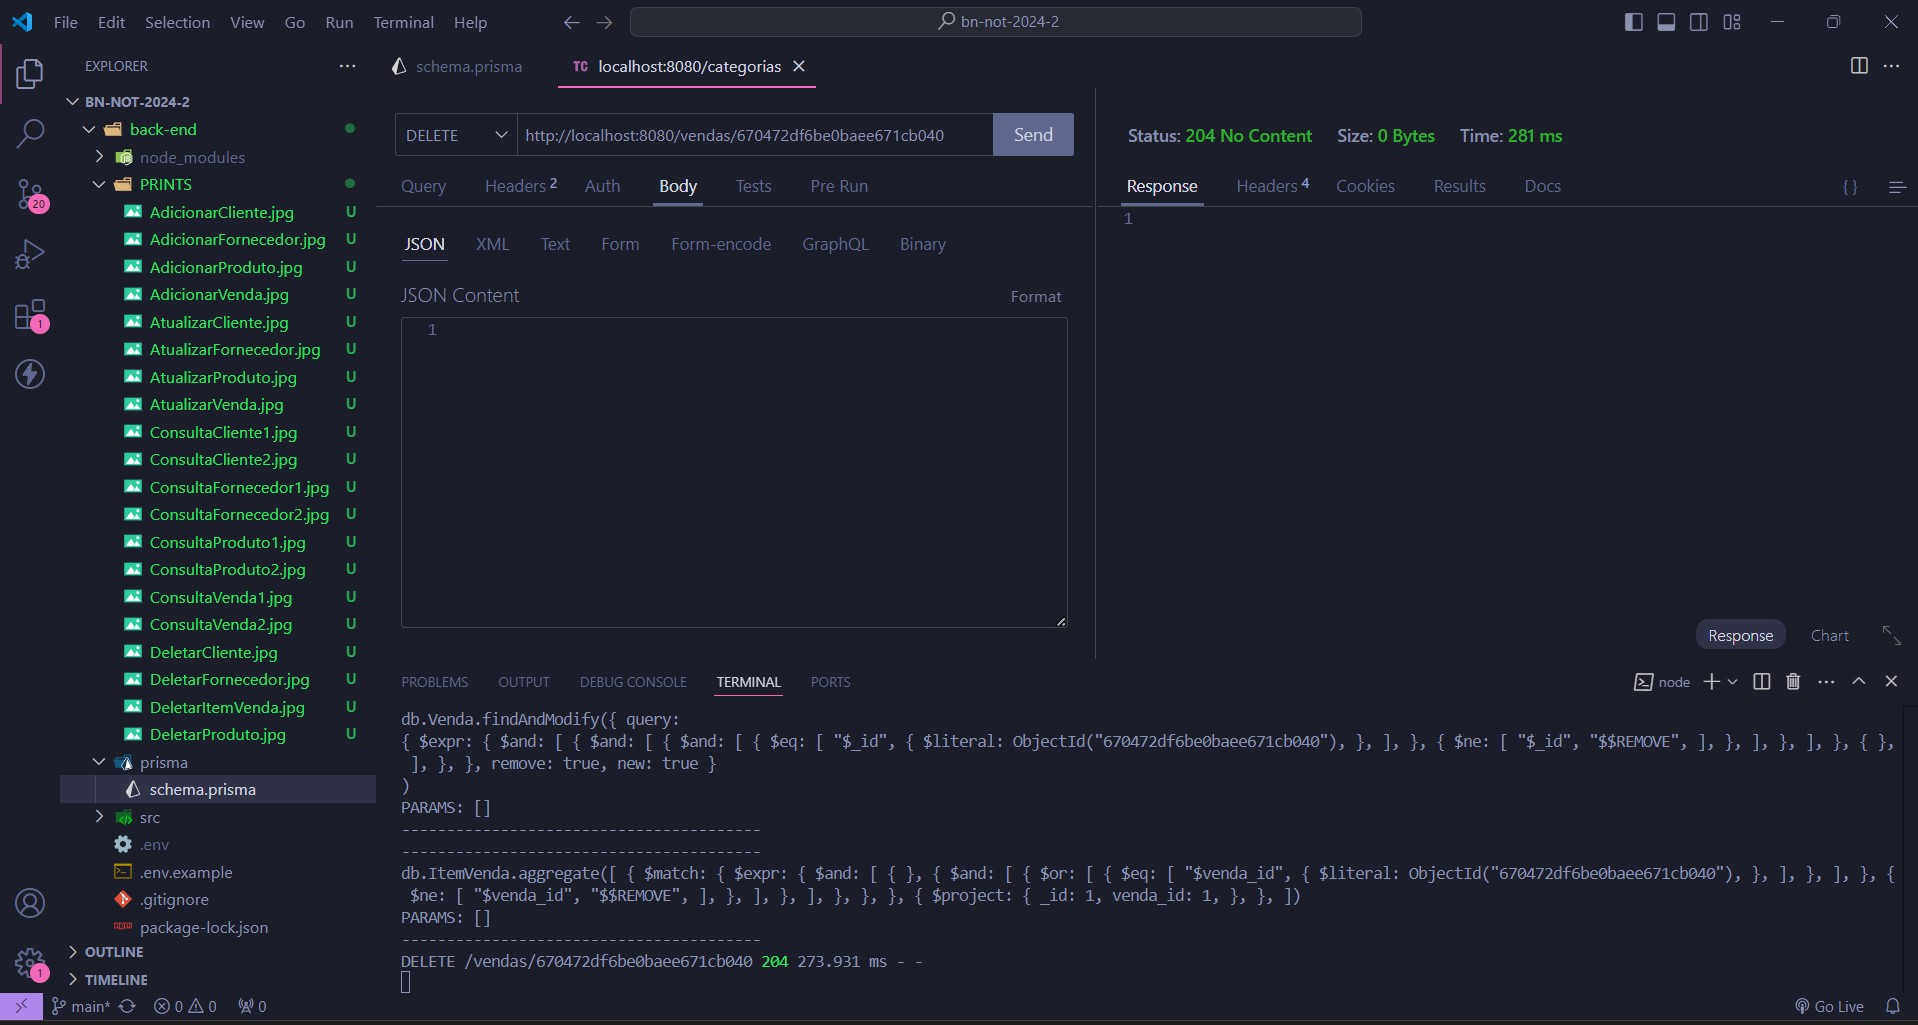 File Edit Selection View Go Run Terminal Help
bn-not-2024-2
EXPLORER
BN-NOT-2024-2
back-end
node_modules
PRINTS
AdicionarCliente.jpg U
AdicionarFornecedor.jpg U
AdicionarProduto.jpg U
AdicionarVenda.jpg U
AtualizarCliente.jpg U
AtualizarFornecedor.jpg U
AtualizarProduto.jpg U
AtualizarVenda.jpg U
ConsultaCliente1.jpg U
ConsultaCliente2.jpg U
ConsultaFornecedor1.jpg U
ConsultaFornecedor2.jpg U
ConsultaProduto1.jpg U
ConsultaProduto2.jpg U
ConsultaVenda1.jpg U
ConsultaVenda2.jpg U
DeletarCliente.jpg U
DeletarFornecedor.jpg U
DeletarItemVenda.jpg U
DeletarProduto.jpg U
prisma
schema.prisma
src
.env
.env.example
.gitignore
package-lock.json
OUTLINE
TIMELINE
20
1
1
schema.prisma
TC localhost:8080/categorias
DELETE http://localhost:8080/vendas/670472df6be0baee671cb040 Send
Query Headers 2 Auth Body Tests Pre Run
JSON XML Text Form Form-encode GraphQL Binary
JSON Content Format
1
Status: 204 No Content Size: 0 Bytes Time: 281 ms
Response Headers 4 Cookies Results Docs { }
1
Response Chart
PROBLEMS OUTPUT DEBUG CONSOLE TERMINAL PORTS node
db.Venda.findAndModify({ query:
{ $expr: { $and: [ { $and: [ { $and: [ { $eq: [ "$_id", { $literal: ObjectId("670472df6be0baee671cb040"), }, ], }, { $ne: [ "$_id", "$$REMOVE", ], }, ], }, ], }, { },
], }, }, remove: true, new: true }
)
PARAMS: []
----------------------------------------
----------------------------------------
db.ItemVenda.aggregate([ { $match: { $expr: { $and: [ { }, { $and: [ { $or: [ { $eq: [ "$venda_id", { $literal: ObjectId("670472df6be0baee671cb040"), }, ], }, ], }, {
$ne: [ "$venda_id", "$$REMOVE", ], }, ], }, ], }, }, }, { $project: { _id: 1, venda_id: 1, }, }, ])
PARAMS: []
----------------------------------------
DELETE /vendas/670472df6be0baee671cb040 204 273.931 ms - -
main* 0 0 0 Go Live